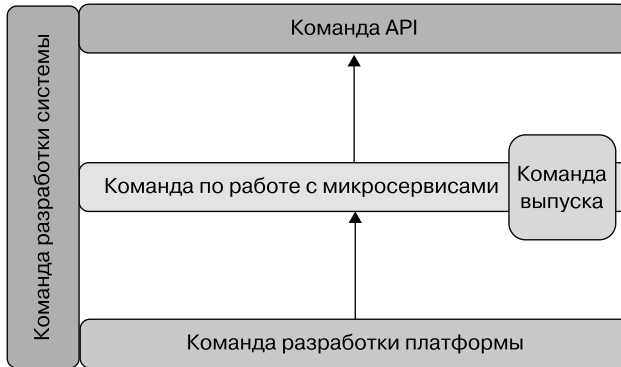 Команда разработки системы
Команда API
Команда по работе с микросервисами
Команда
выпуска
Команда разработки платформы